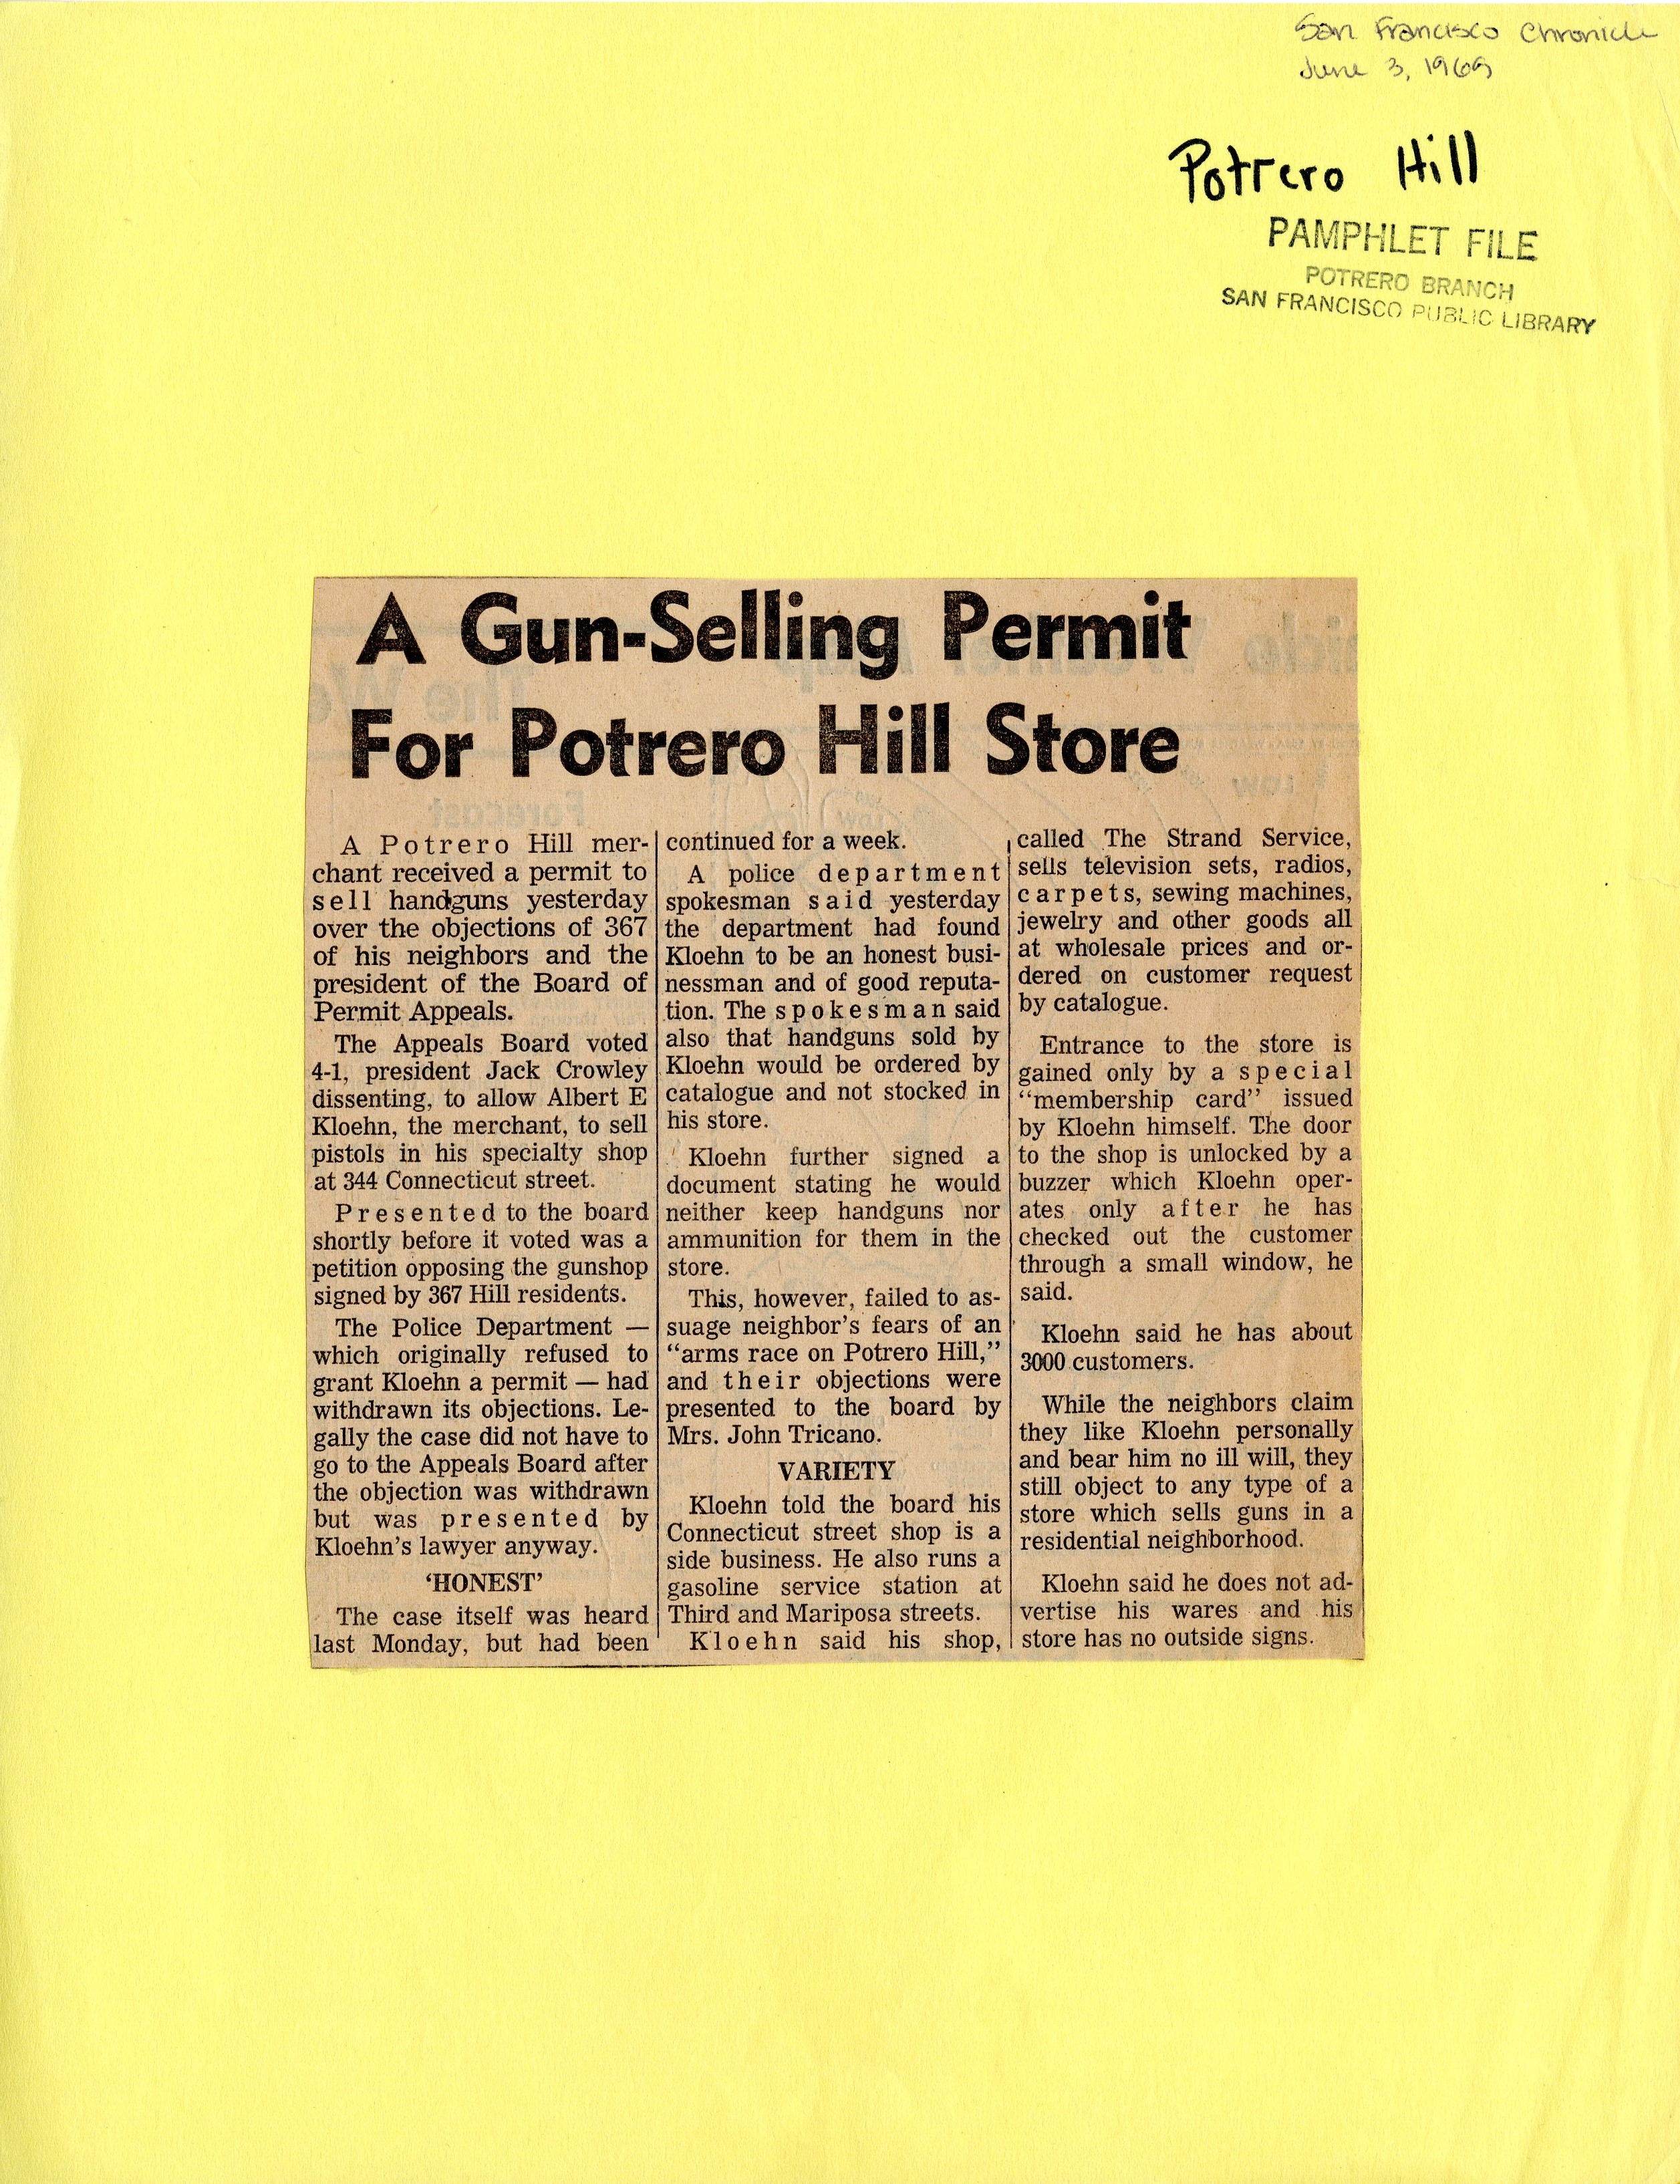 San Francisco Chronicle
June 3, 1969
Potrero Hill
PAMPHLET FILE
POTRERO BRANCH
SAN FRANCISCO PUBLIC LIBRARY
A Gun-Selling Permit
For Potrero Hill Store
A Potrero Hill mer-
chant received a permit to
sell handguns yesterday
over the objections of 367
of his neighbors and the
president of the Board of
Permit Appeals.
The Appeals Board voted
4-1, president Jack Crowley
dissenting, to allow Albert E
Kloehn, the merchant, to sell
pistols in his specialty shop
at 344 Connecticut street.
Presented to the board
shortly before it voted was a
petition opposing the gunshop
signed by 367 Hill residents.
The Police Department —
which originally refused to
grant Kloehn a permit — had
withdrawn its objections. Le-
gally the case did not have to
go to the Appeals Board after
the objection was withdrawn
but was presented by
Kloehn's lawyer anyway.
‘HONEST’
The case itself was heard
last Monday, but had been
continued for a week.
A police department
spokesman said yesterday
the department had found
Kloehn to be an honest busi-
nessman and of good reputa-
tion. The spokesman said
also that handguns sold by
Kloehn would be ordered by
catalogue and not stocked in
his store.
Kloehn further signed a
document stating he would
neither keep handguns nor
ammunition for them in the
store.
This, however, failed to as-
suage neighbor's fears of an
“arms race on Potrero Hill,”
and their objections were
presented to the board by
Mrs. John Tricano.
VARIETY
Kloehn told the board his
Connecticut street shop is a
side business. He also runs a
gasoline service station at
Third and Mariposa streets.
Kloehn said his shop,
called The Strand Service,
sells television sets, radios,
carpets, sewing machines,
jewelry and other goods all
at wholesale prices and or-
dered on customer request
by catalogue.
Entrance to the store is
gained only by a special
“membership card” issued
by Kloehn himself. The door
to the shop is unlocked by a
buzzer which Kloehn oper-
ates only after he has
checked out the customer
through a small window, he
said.
Kloehn said he has about
3000 customers.
While the neighbors claim
they like Kloehn personally
and bear him no ill will, they
still object to any type of a
store which sells guns in a
residential neighborhood.
Kloehn said he does not ad-
vertise his wares and his
store has no outside signs.